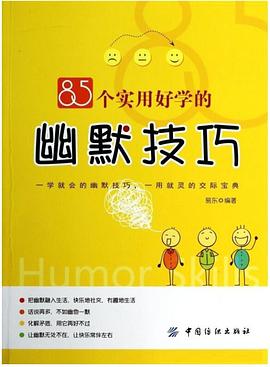 85个实用好学的
幽默技巧
一学就会的幽默技巧，一用就灵的交际宝典
易东◎编著
Humor Skills
把幽默融入生活，快乐地社交，有趣地生活
话说再多，不如幽他一默
化解矛盾，用它再好不过
让幽默无处不在，让快乐常伴左右
中国纺织出版社